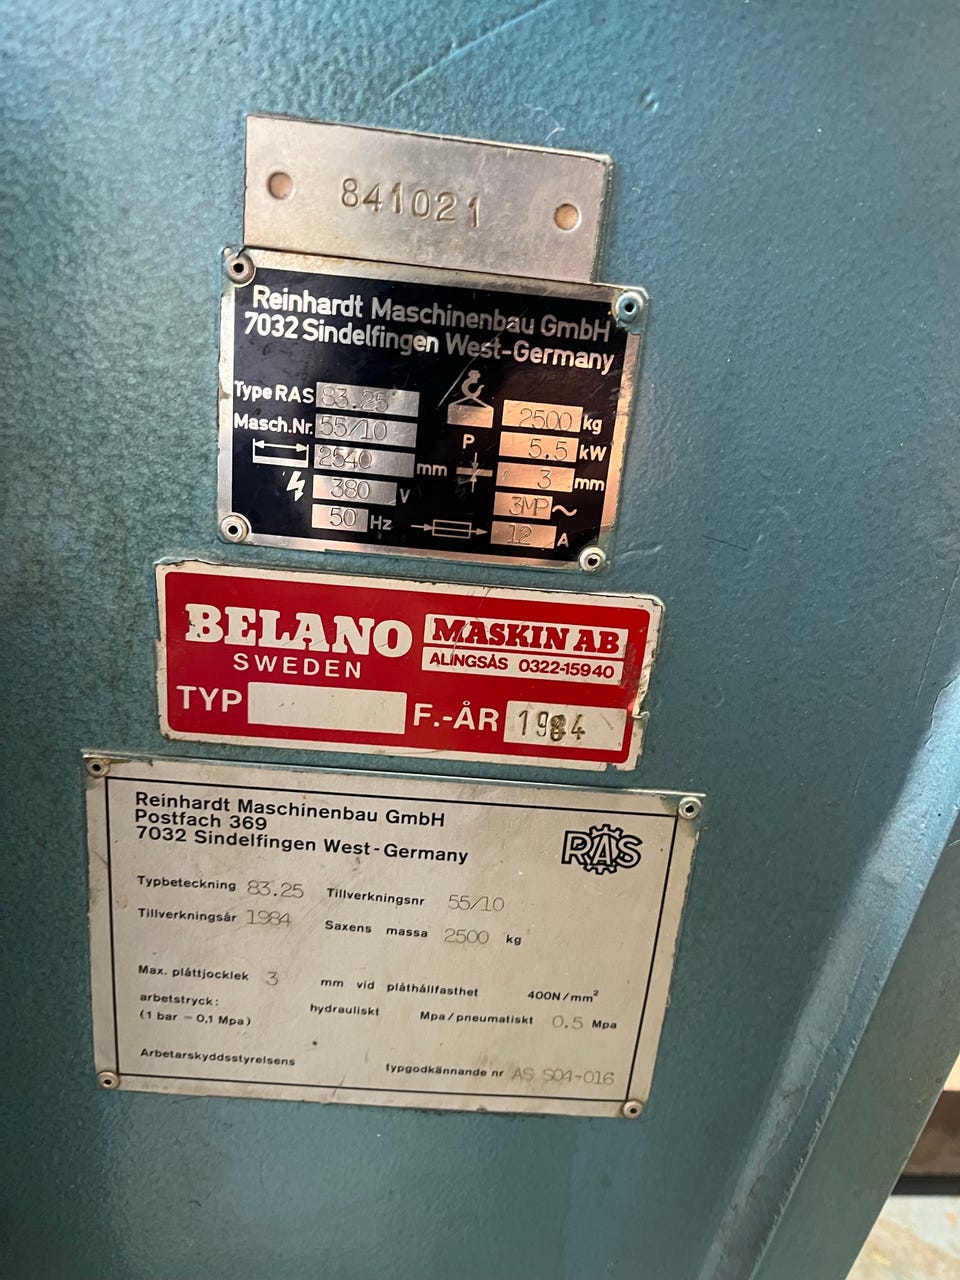 841021
Reinhardt Maschinenbau GmbH
7032 Sindelfingen West-Germany
Type RAS 83.25
Masch.Nr. 55/10
2540 mm
380 V
50 Hz
2500 kg
P 5.5 kW
3 mm
3MP~
12 A
BELANO
SWEDEN
MASKIN AB
ALINGSÅS 0322-15940
TYP
F.-ÅR 1984
Reinhardt Maschinenbau GmbH
Postfach 369
7032 Sindelfingen West-Germany
RAS
Typbeteckning 83.25 Tillverkningsnr 55/10
Tillverkningsår 1984 Saxens massa 2500 kg
Max. plåttjocklek 3 mm vid plåthållfasthet 400N/mm²
arbetstryck: hydrauliskt Mpa/pneumatiskt 0.5 Mpa
(1 bar = 0,1 Mpa)
Arbetarskyddsstyrelsens typgodkännande nr AS S04-016